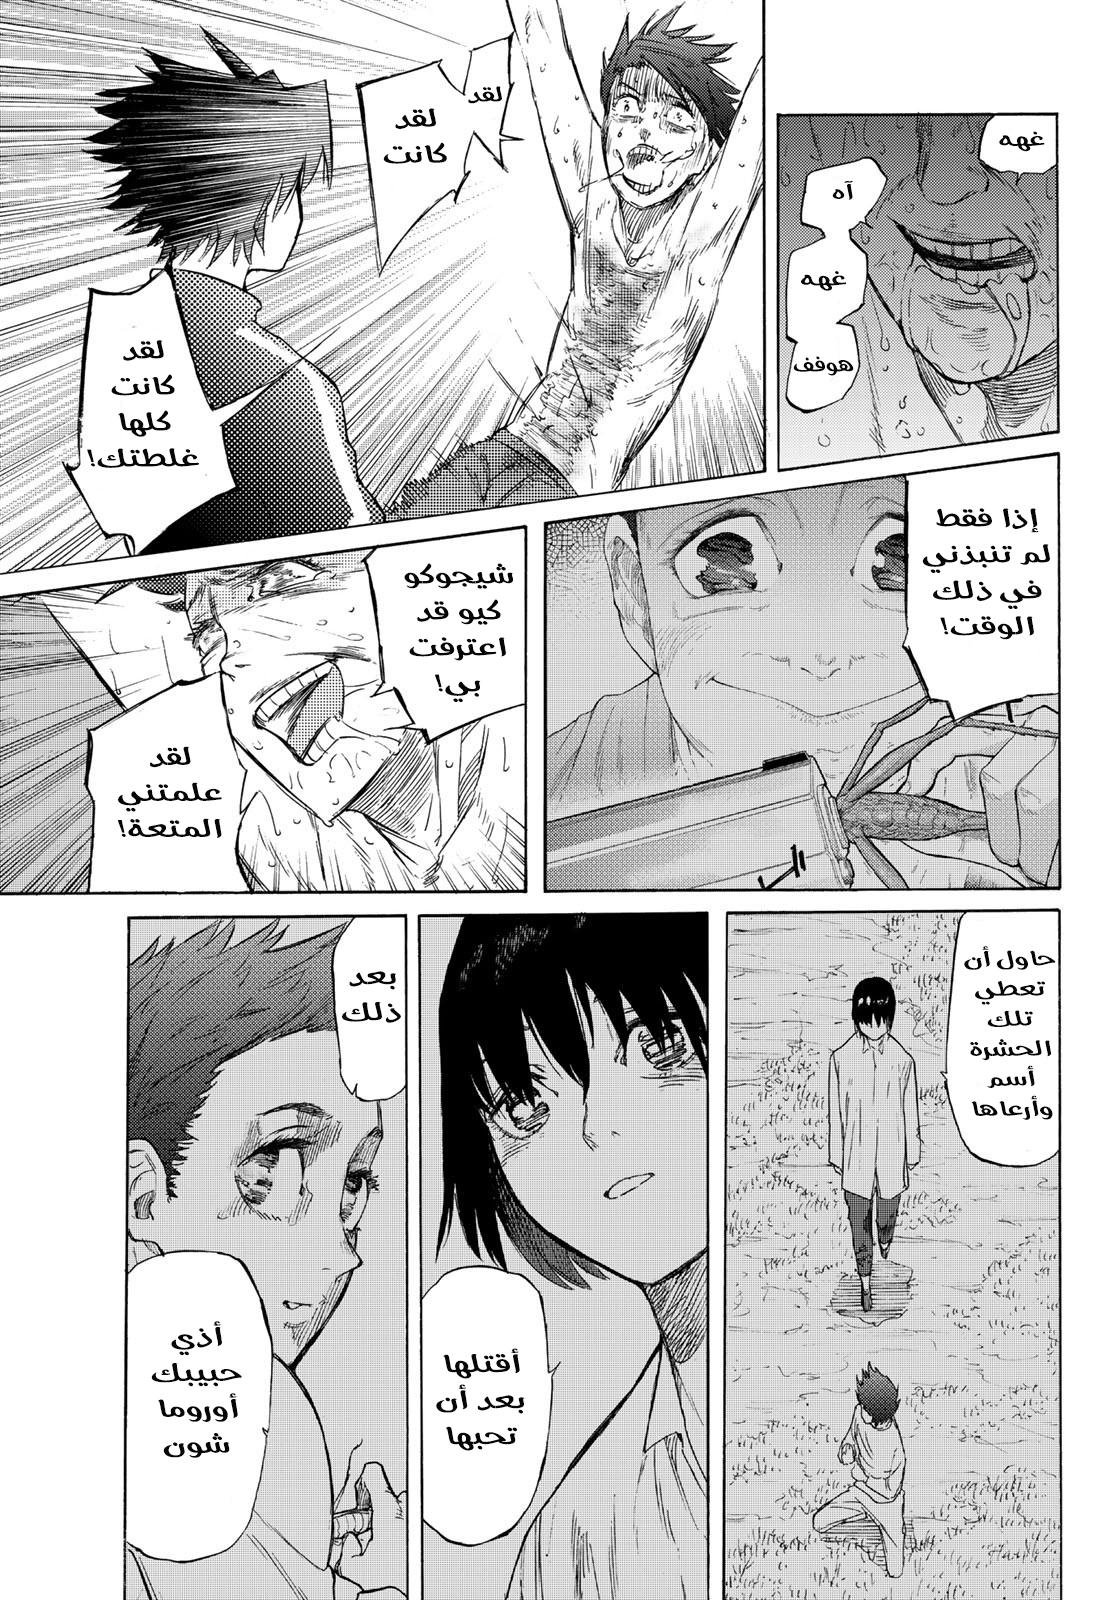 غهه
آه
غهه
هوفف
لقد
لقد
كانت
لقد
كانت
كلها
غلطتك!
إذا فقط
لم تنبذني
في ذلك
الوقت!
شيجوكو
كيو قد
اعترفت
بي!
لقد
علمتني
المتعة!
حاول أن
تعطي
تلك
الحشرة
أسم
وأرعاها
أقتلها
بعد أن
تحبها
بعد
ذلك
أذي
حبيبك
أوروما
شون